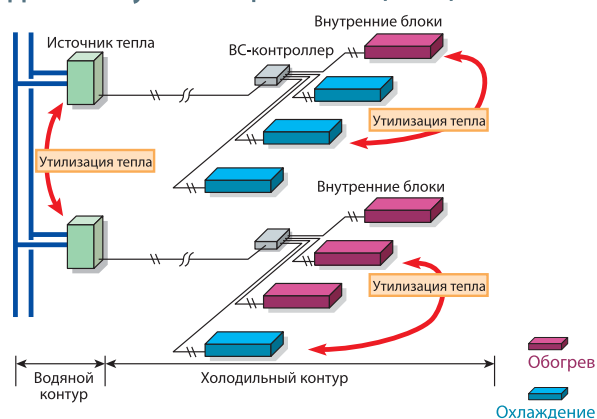 Внутренние блоки
Источник тепла
ВС-контроллер
Утилизация тепла
Утилизация тепла
Внутренние блоки
Утилизация тепла
Обогрев
Водяной
контур
Холодильный контур
Охлаждение